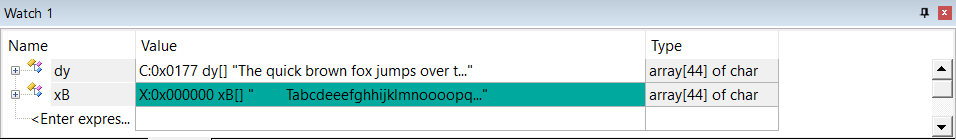 Watch 1
Name Value Type
dy C:0x0177 dy[] "The quick brown fox jumps over t..." array[44] of char
xB X:0x000000 xB[] "        Tabcdeeefghhijklmnoooopq..." array[44] of char
<Enter expres...